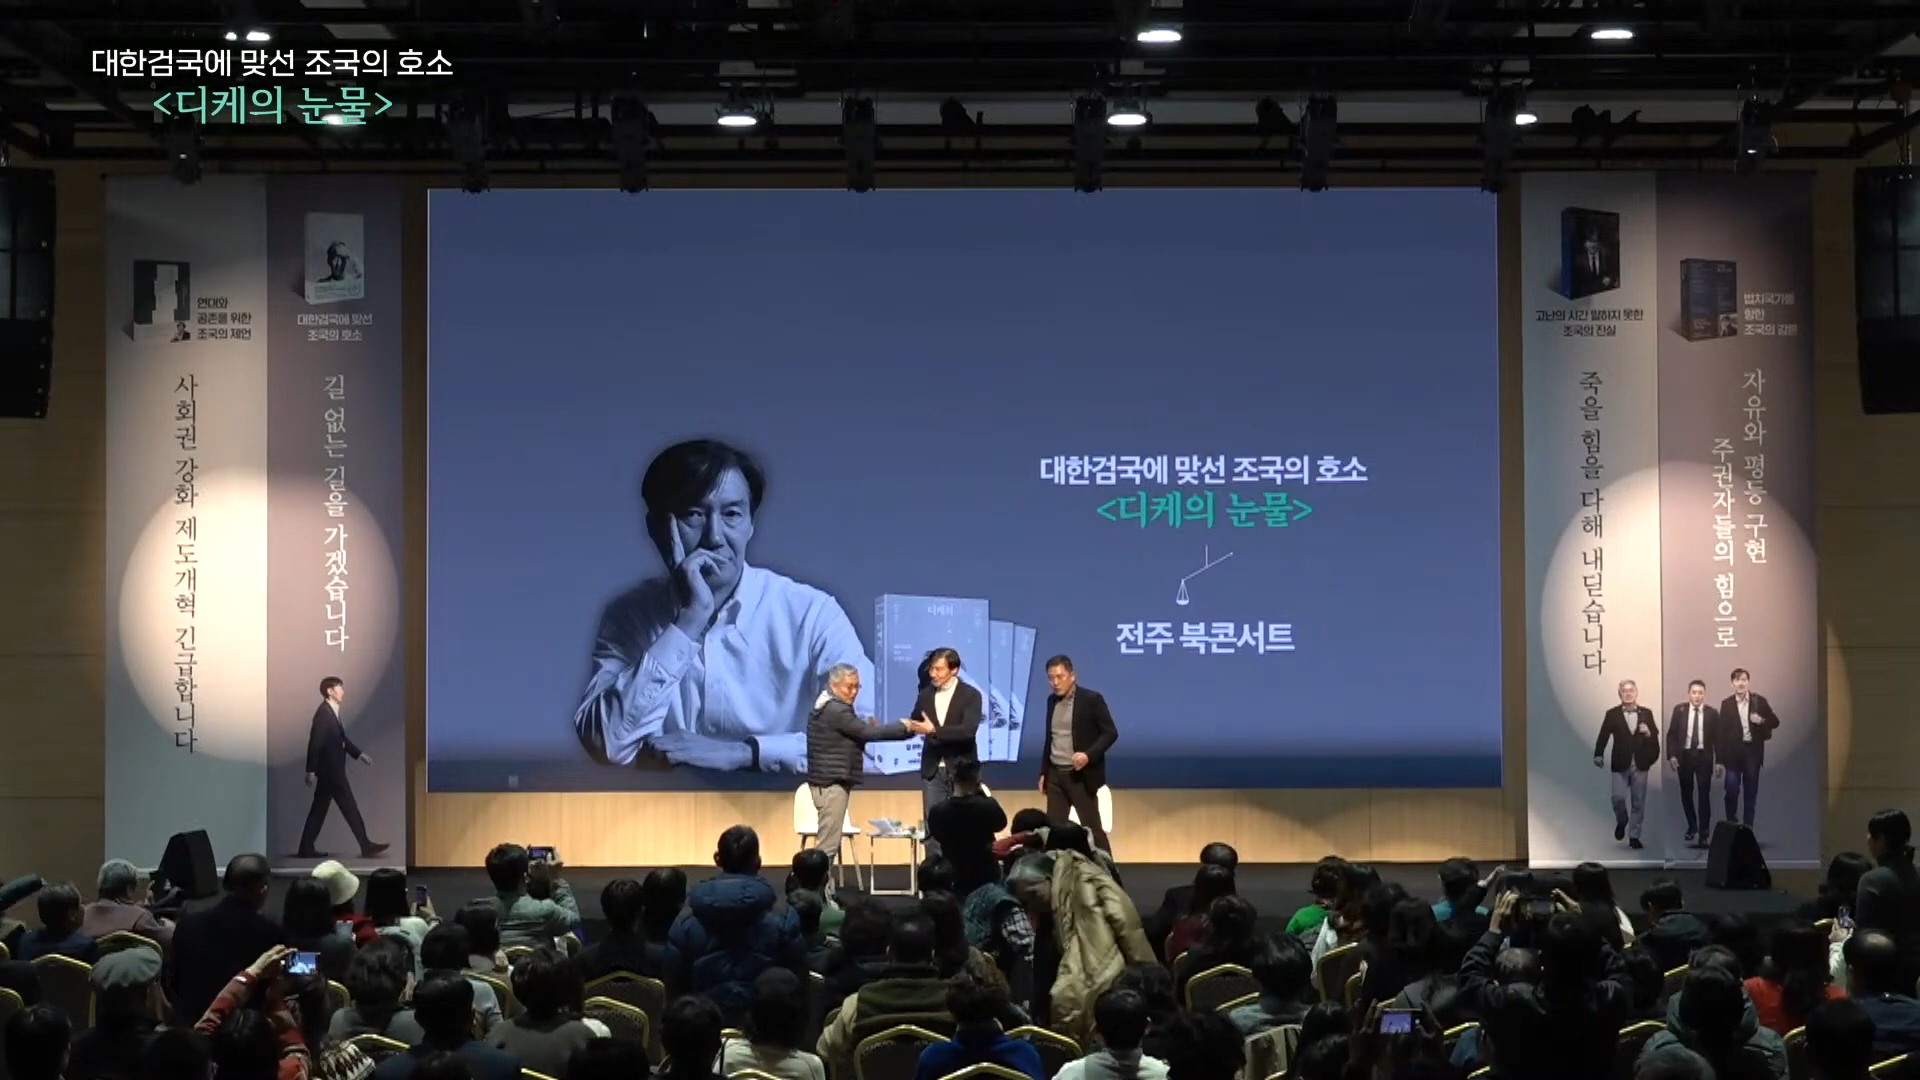 대한검국에 맞선 조국의 호소
<디케의 눈물>
연대와
공존을 위한
조국의 제언
사회권 강화 제도개혁 긴급합니다
대한검국에 맞선
조국의 호소
길 없는 길을 가겠습니다
대한검국에 맞선 조국의 호소
<디케의 눈물>
전주 북콘서트
디케의
고난의 시간 말하지 못한
조국의 진실
죽을 힘을 다해 내딛습니다
법치국가를
향한
조국의 강론
자유와 평등 구현
주권자들의 힘으로